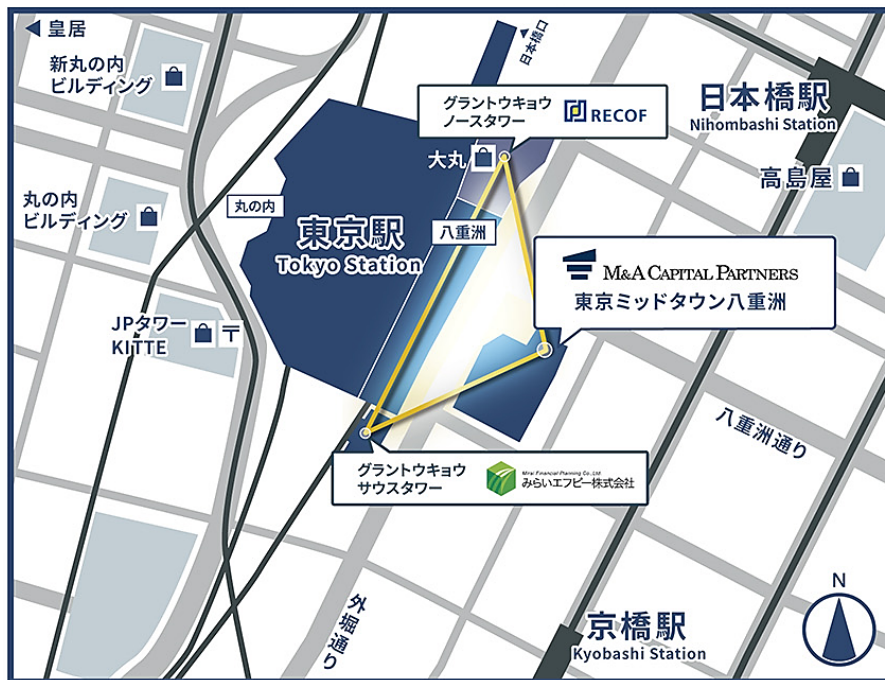 皇居
新丸の内
ビルディング
日本橋口
グラントウキョウ
ノースタワー
RECOF
日本橋駅
Nihombashi Station
大丸
高島屋
丸の内
ビルディング
丸の内
東京駅
Tokyo Station
八重洲
M&A CAPITAL PARTNERS
東京ミッドタウン八重洲
JPタワー
KITTE
〒
八重洲通り
グラントウキョウ
サウスタワー
Mirai Financial Planning Co.,Ltd
みらいエフピー株式会社
外堀通り
京橋駅
Kyobashi Station
N